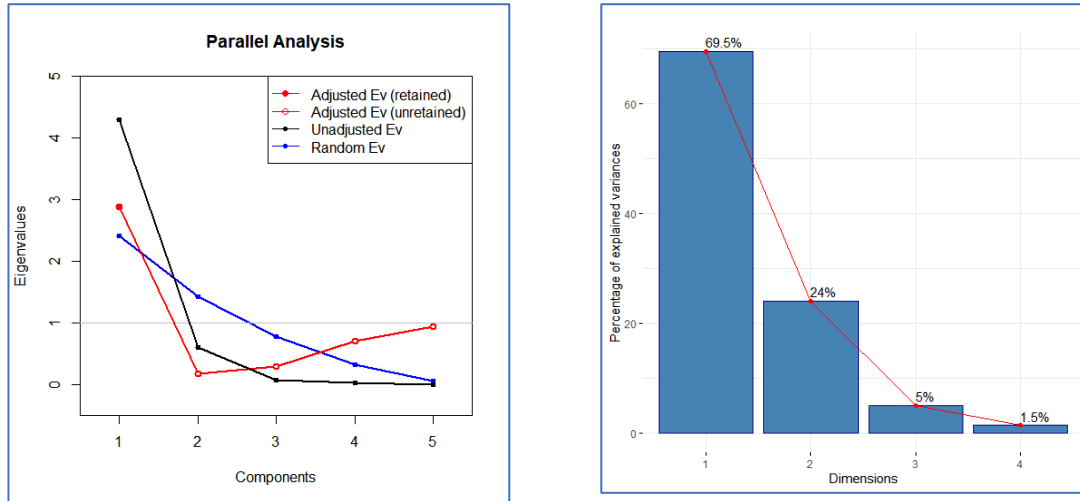 Parallel Analysis
Adjusted Ev (retained)
Adjusted Ev (unretained)
Unadjusted Ev
Random Ev
5
4
3
2
1
0
Eigenvalues
1 2 3 4 5
Components
69.5%
24%
5%
1.5%
60
40
20
0
Percentage of explained variances
1 2 3 4
Dimensions